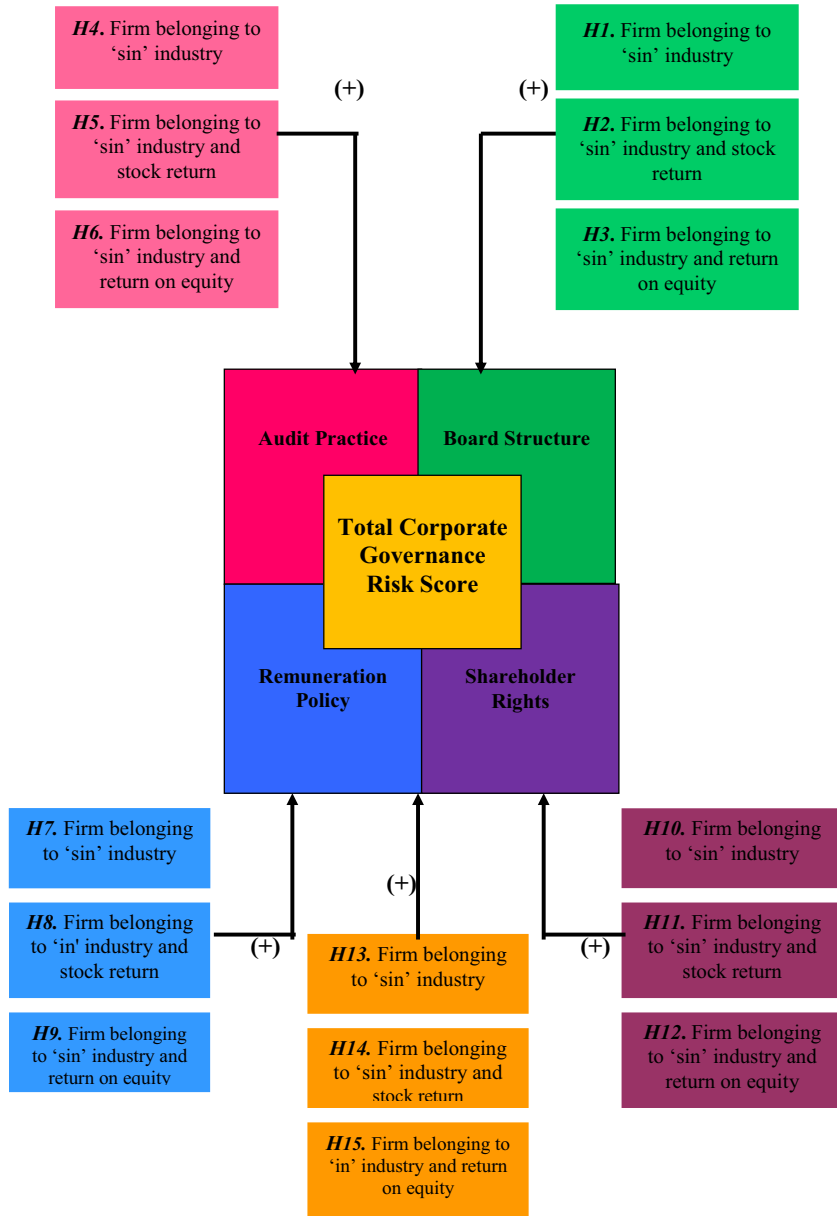 H4. Firm belonging to
‘sin’ industry
(+)
H5. Firm belonging to
‘sin’ industry and
stock return
H6. Firm belonging to
‘sin’ industry and
return on equity
H1. Firm belonging to
‘sin’ industry
(+)
H2. Firm belonging to
‘sin’ industry and stock
return
H3. Firm belonging to
‘sin’ industry and return
on equity
Audit Practice
Board Structure
Total Corporate
Governance
Risk Score
Remuneration
Policy
Shareholder
Rights
H7. Firm belonging
to ‘sin’ industry
H8. Firm belonging
to ‘in' industry and
stock return
(+)
H9. Firm belonging
to ‘sin’ industry and
return on equity
(+)
H13. Firm belonging
to ‘sin’ industry
H14. Firm belonging
to ‘sin’ industry and
stock return
H15. Firm belonging to
‘in’ industry and return
on equity
H10. Firm belonging
to ‘sin’ industry
(+)
H11. Firm belonging
to ‘sin’ industry and
stock return
H12. Firm belonging
to ‘sin’ industry and
return on equity